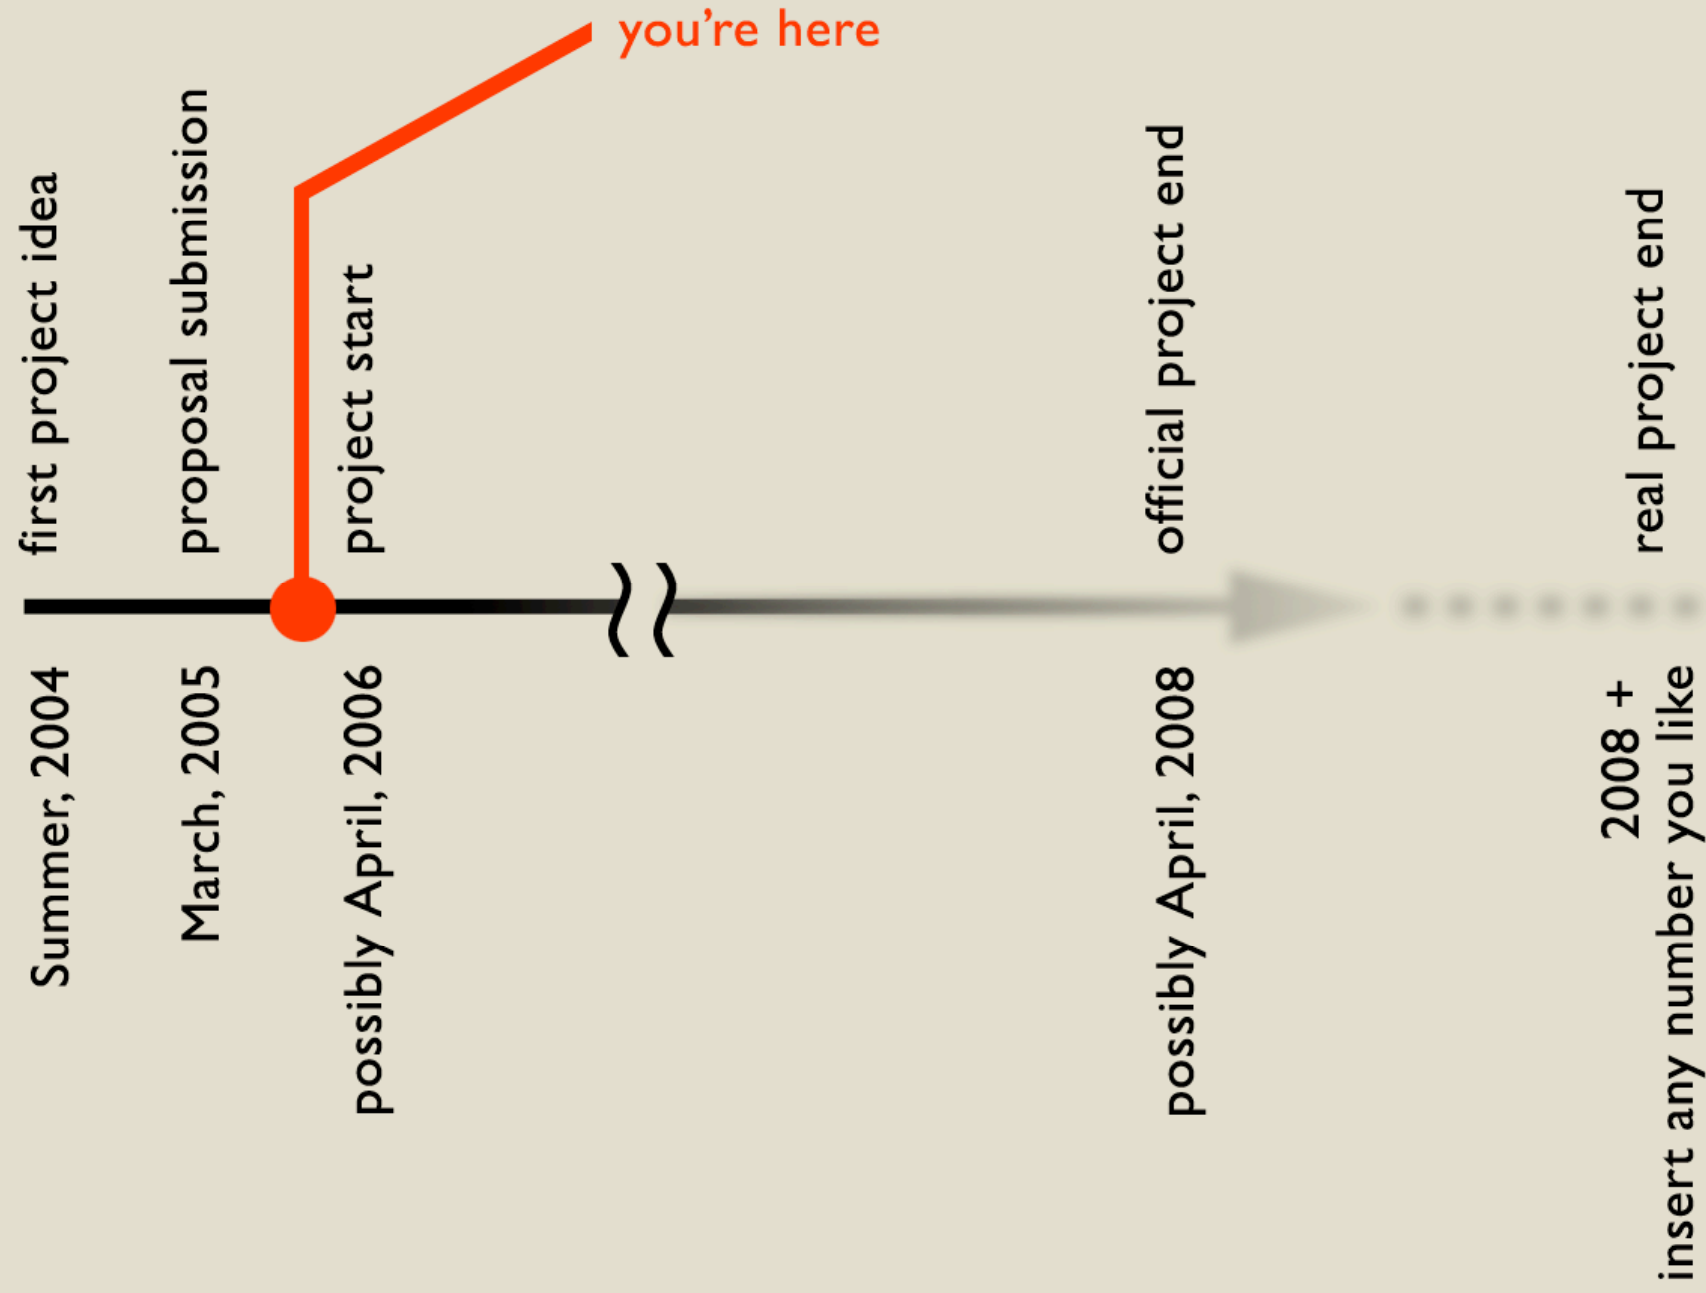 you're here
first project idea
proposal submission
project start
official project end
real project end
Summer, 2004
March, 2005
possibly April, 2006
possibly April, 2008
2008 +
insert any number you like